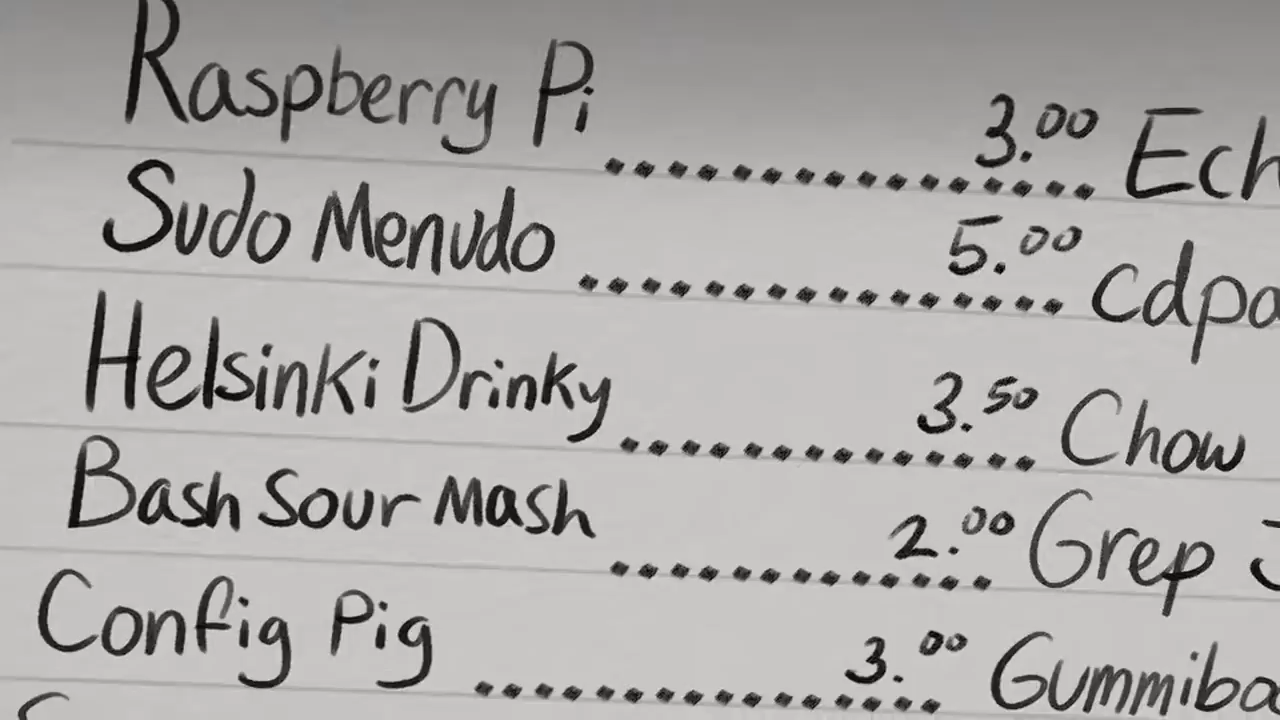 Raspberry Pi 3.00 Ech
Sudo Menudo 5.00 cdpa
Helsinki Drinky 3.50 Chow
Bash Sour Mash 2.00 Grep J
Config Pig 3.00 Gummiba